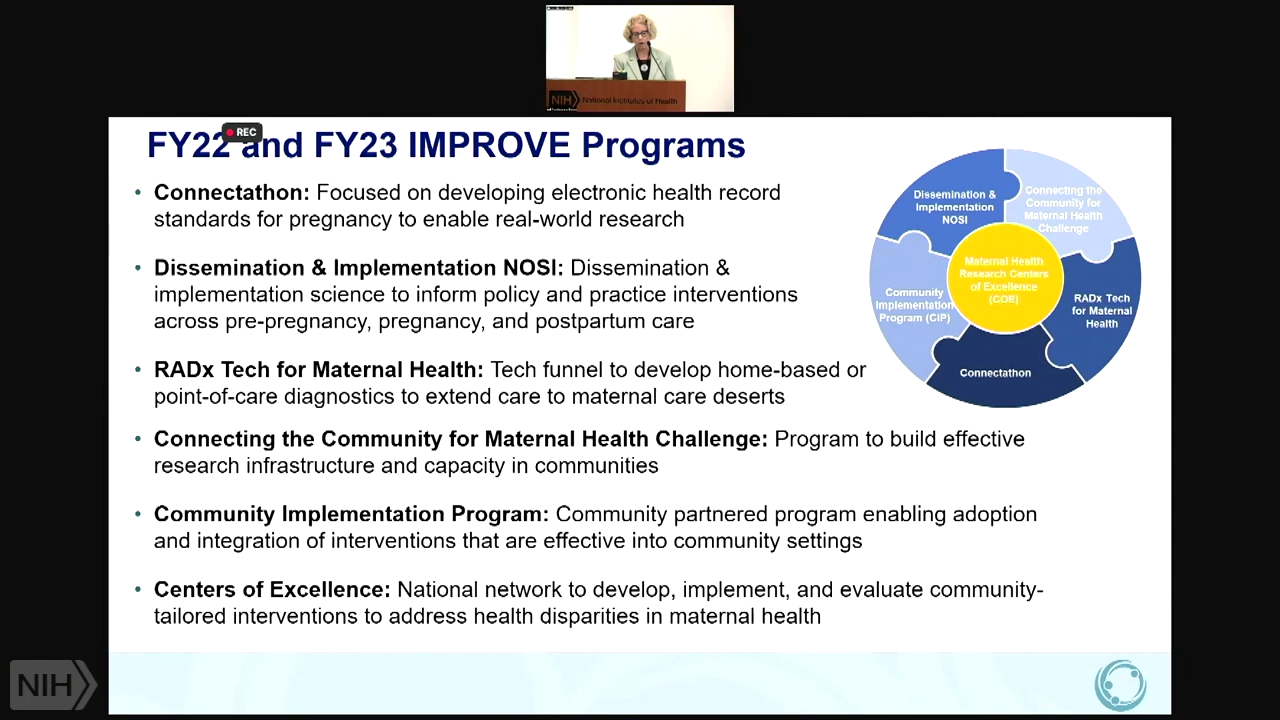 NIH National Institutes of Health
REC
FY22 and FY23 IMPROVE Programs
• Connectathon: Focused on developing electronic health record
standards for pregnancy to enable real-world research
• Dissemination & Implementation NOSI: Dissemination &
implementation science to inform policy and practice interventions
across pre-pregnancy, pregnancy, and postpartum care
• RADx Tech for Maternal Health: Tech funnel to develop home-based or
point-of-care diagnostics to extend care to maternal care deserts
• Connecting the Community for Maternal Health Challenge: Program to build effective
research infrastructure and capacity in communities
• Community Implementation Program: Community partnered program enabling adoption
and integration of interventions that are effective into community settings
• Centers of Excellence: National network to develop, implement, and evaluate community-
tailored interventions to address health disparities in maternal health
Dissemination &
Implementation
NOSI
Connecting the
Community for
Maternal Health
Challenge
Maternal Health
Research Centers
of Excellence
(COE)
RADx Tech
for Maternal
Health
Community
Implementation
Program (CIP)
Connectathon
NIH